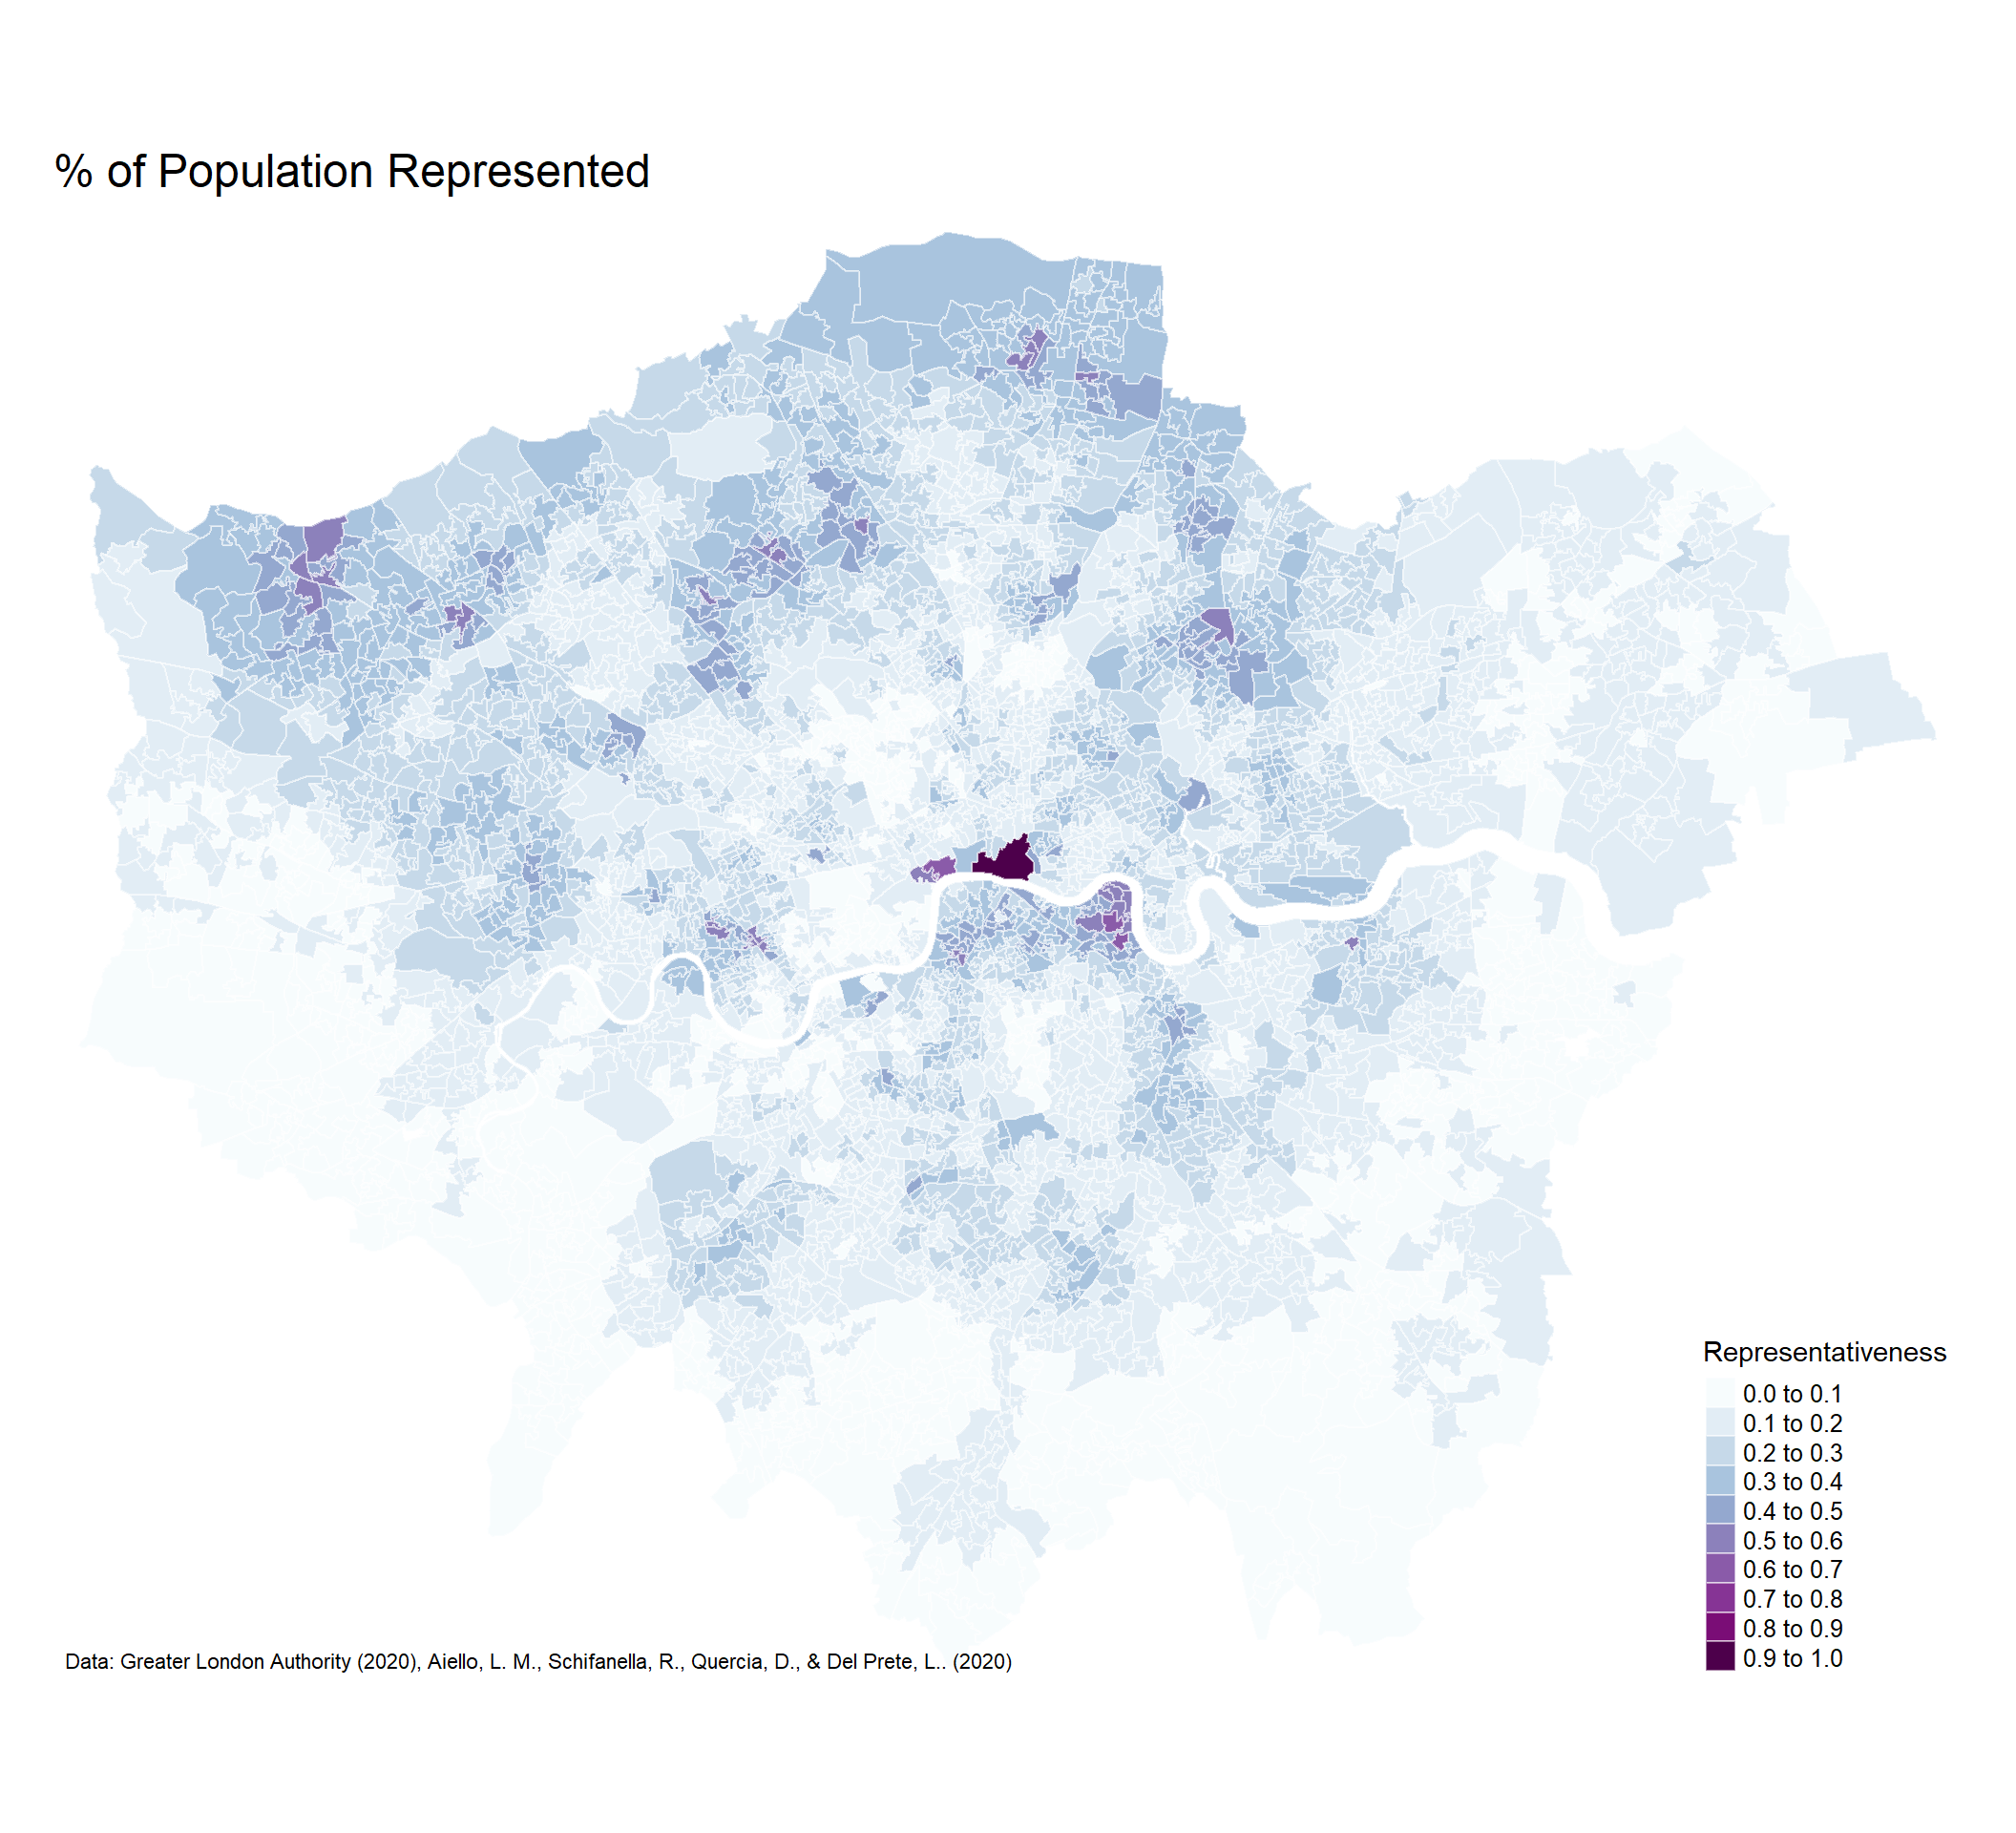 % of Population Represented
Representativeness
0.0 to 0.1
0.1 to 0.2
0.2 to 0.3
0.3 to 0.4
0.4 to 0.5
0.5 to 0.6
0.6 to 0.7
0.7 to 0.8
0.8 to 0.9
0.9 to 1.0
Data: Greater London Authority (2020), Aiello, L. M., Schifanella, R., Quercia, D., & Del Prete, L.. (2020)